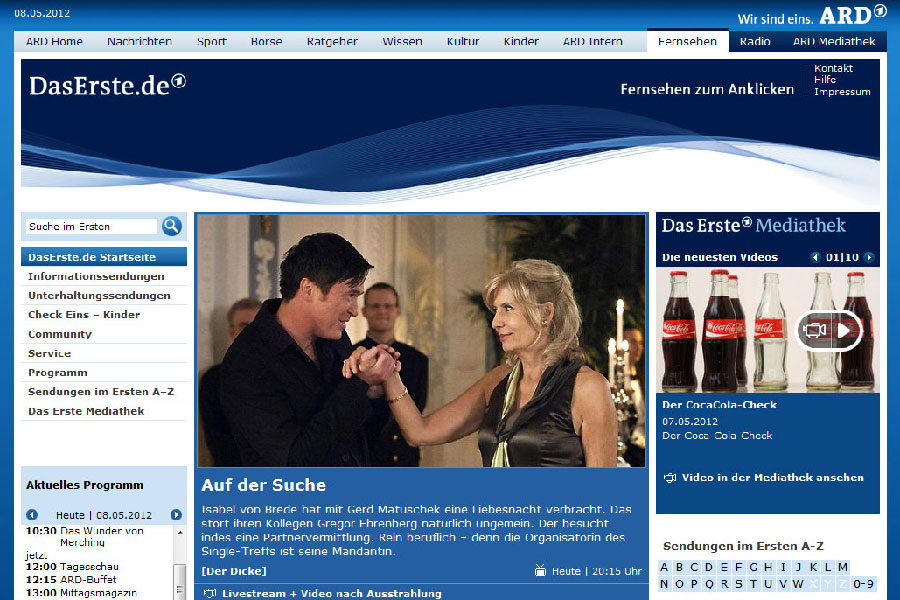 08.05.2012
Wir sind eins. ARD
ARD Home Nachrichten Sport Börse Ratgeber Wissen Kultur Kinder ARD Intern Fernsehen Radio ARD Mediathek
DasErste.de
Fernsehen zum Anklicken
Kontakt
Hilfe
Impressum
Suche im Ersten
DasErste.de Startseite
Informationssendungen
Unterhaltungssendungen
Check Eins – Kinder
Community
Service
Programm
Sendungen im Ersten A–Z
Das Erste Mediathek
Aktuelles Programm
Heute | 08.05.2012
10:30 Das Wunder von
Merching
jetzt
12:00 Tagesschau
12:15 ARD-Buffet
13:00 Mittagsmagazin
Auf der Suche
Isabel von Brede hat mit Gerd Matuschek eine Liebesnacht verbracht. Das
stört ihren Kollegen Gregor Ehrenberg natürlich ungemein. Der besucht
indes eine Partnervermittlung. Rein beruflich – denn die Organisatorin des
Single-Treffs ist seine Mandantin.
[Der Dicke] Heute | 20:15 Uhr
Livestream + Video nach Ausstrahlung
Das Erste Mediathek
Die neuesten Videos 01|10
Coca-Cola Coca-Cola Coca-Cola
Der CocaCola-Check
07.05.2012
Der Coca-Cola-Check
Video in der Mediathek ansehen
Sendungen im Ersten A-Z
A B C D E F G H I J K L M
N O P Q R S T U V W X Y Z 0-9